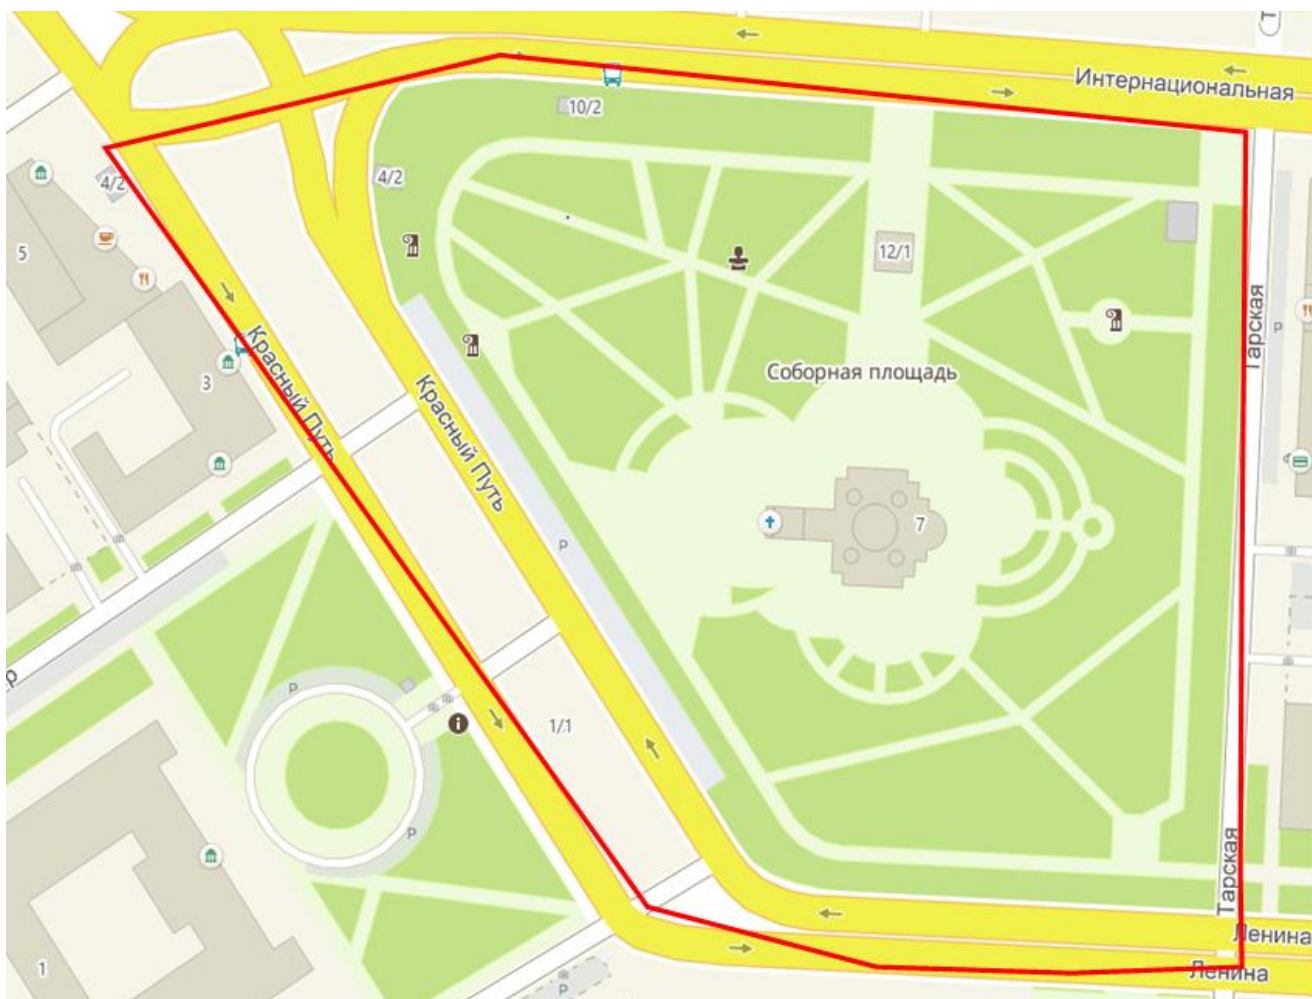 Интернациональная
10/2
4/2
4/2
12/1
5
Тарская
P
3
Красный Путь
Красный Путь
Соборная площадь
7
P
P
1/1
P
Тарская
1
Ленина
Ленина
P